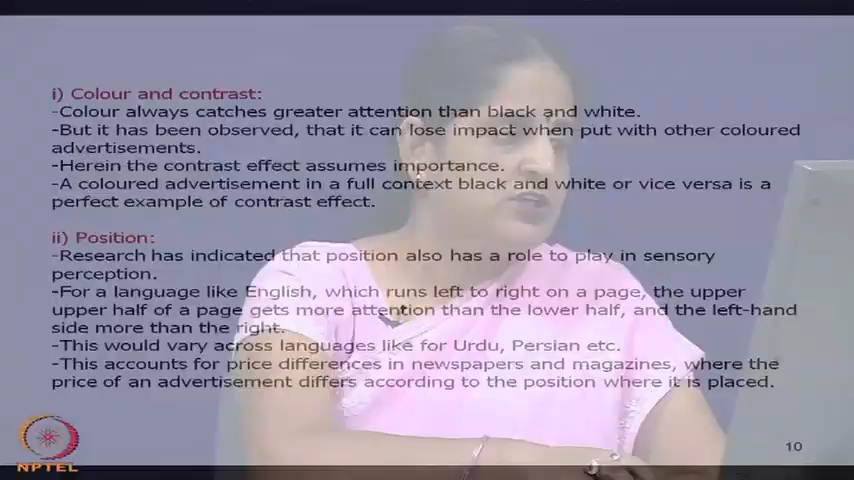 i) Colour and contrast:
-Colour always catches greater attention than black and white.
-But it has been observed, that it can lose impact when put with other coloured
advertisements.
-Herein the contrast effect assumes importance.
-A coloured advertisement in a full context black and white or vice versa is a
perfect example of contrast effect.
ii) Position:
-Research has indicated that position also has a role to play in sensory
perception.
-For a language like English, which runs left to right on a page, the upper
upper half of a page gets more attention than the lower half, and the left-hand
side more than the right.
-This would vary across languages like for Urdu, Persian etc.
-This accounts for price differences in newspapers and magazines, where the
price of an advertisement differs according to the position where it is placed.
10
NPTEL